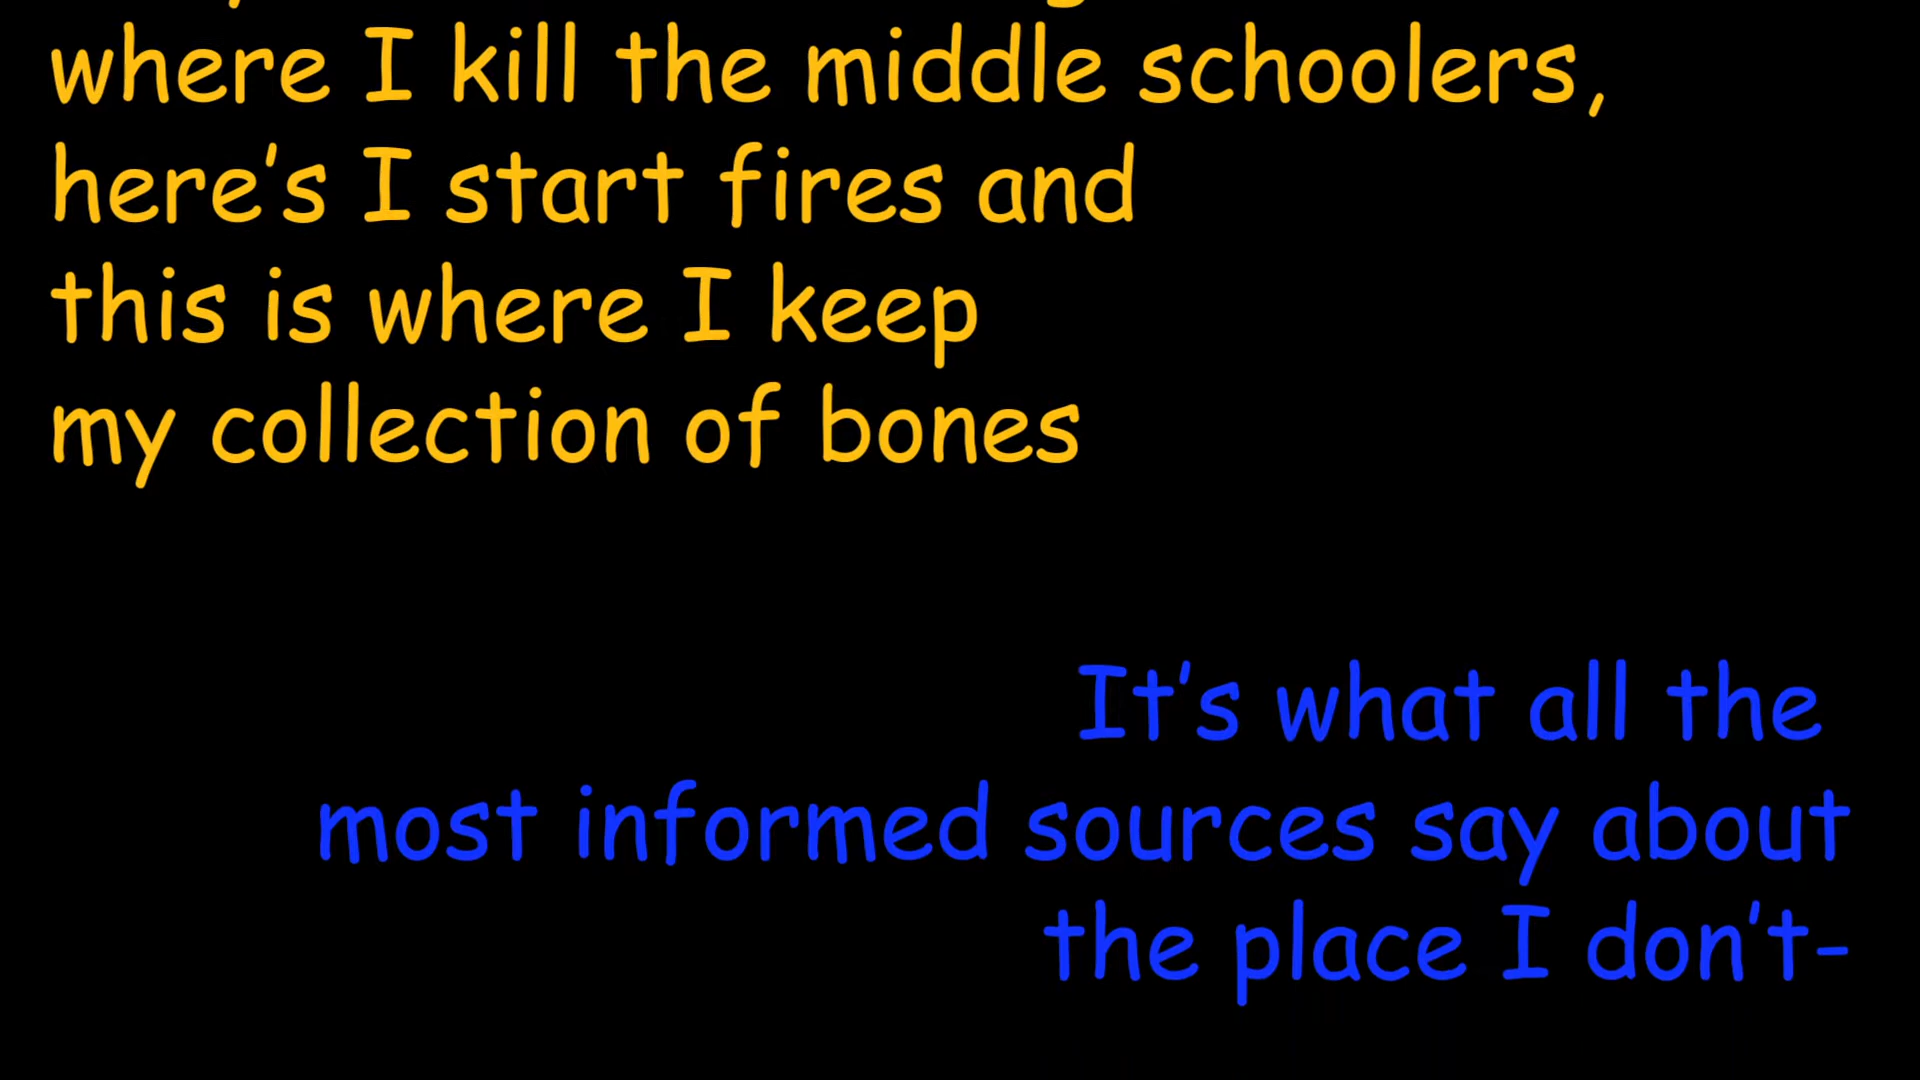 where I kill the middle schoolers,
here's I start fires and
this is where I keep
my collection of bones
It's what all the
most informed sources say about
the place I don't-